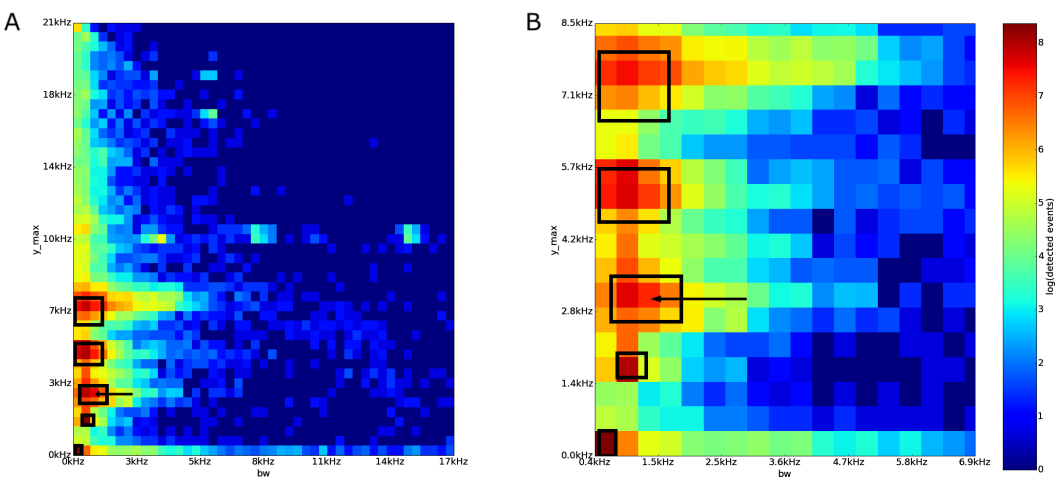 A
21kHz
18kHz
14kHz
10kHz
7kHz
3kHz
0kHz
y_max
0kHz 3kHz 5kHz 8kHz 11kHz 14kHz 17kHz
bw
B
8.5kHz
7.1kHz
5.7kHz
4.2kHz
2.8kHz
1.4kHz
0.0kHz
y_max
0.4kHz 1.5kHz 2.5kHz 3.6kHz 4.7kHz 5.8kHz 6.9kHz
bw
8
7
6
5
4
3
2
1
0
log(detected events)